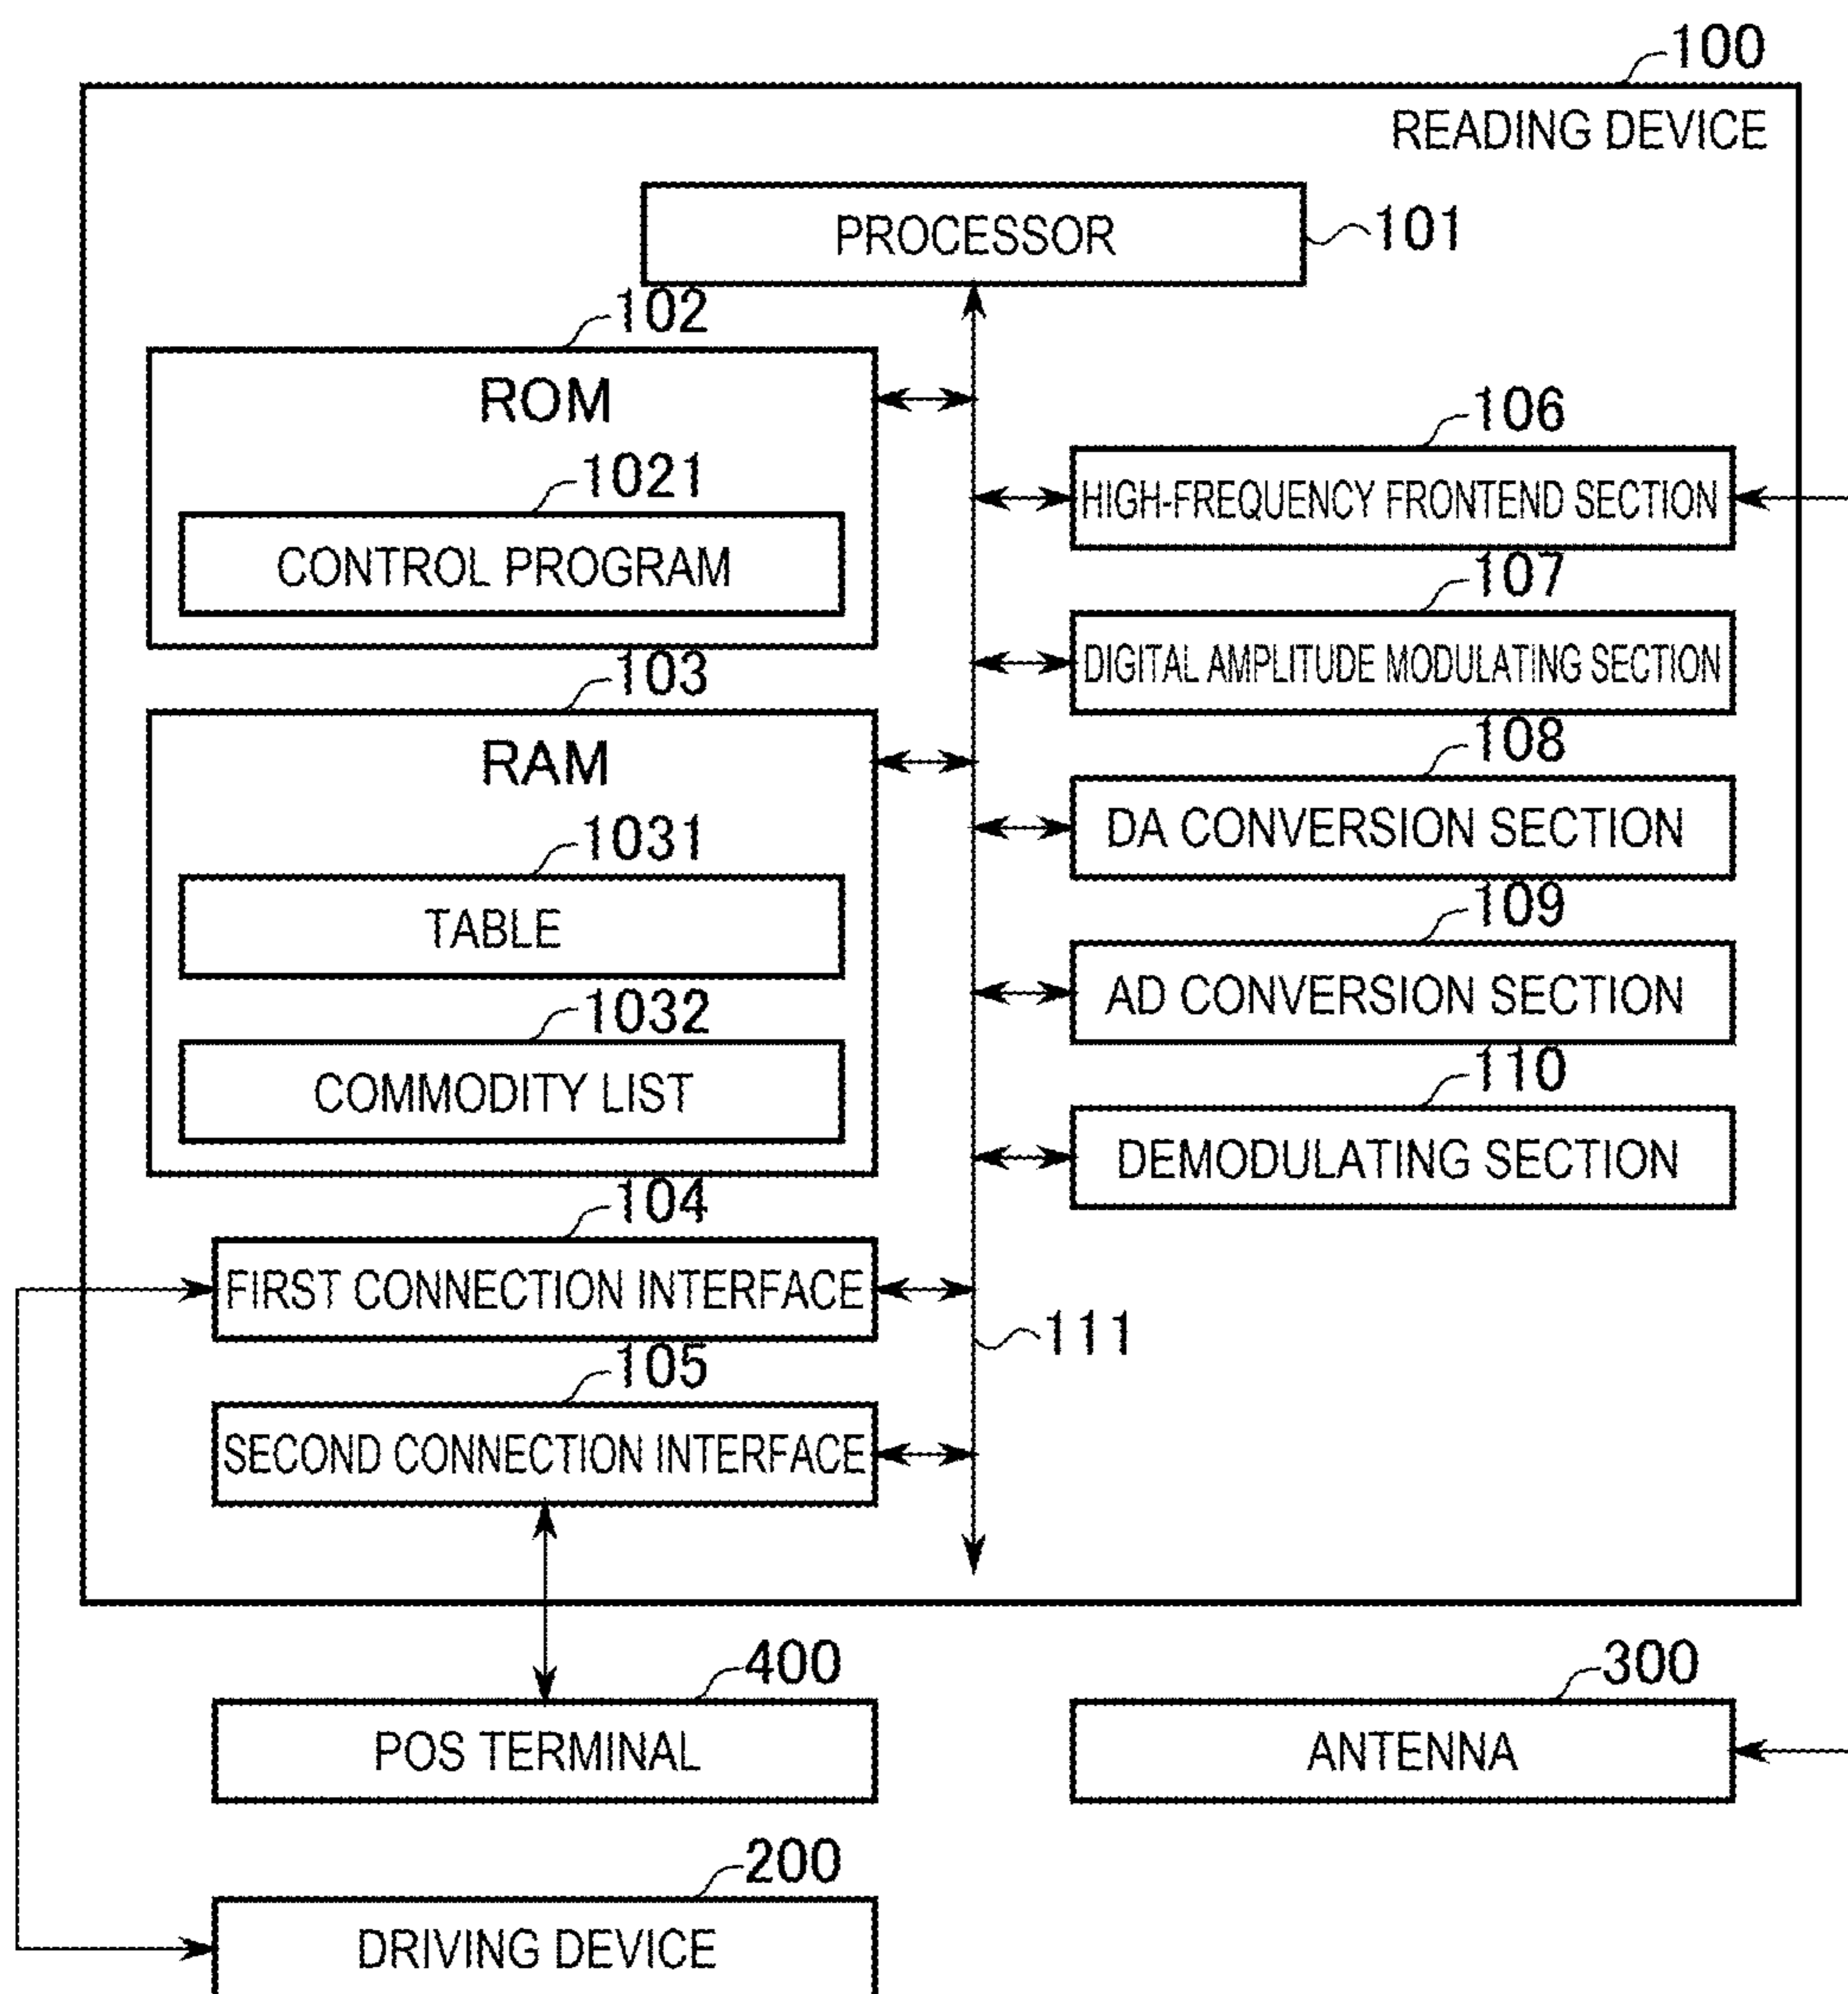 100
READING DEVICE
PROCESSOR
101
102
ROM
1021
CONTROL PROGRAM
103
RAM
1031
TABLE
1032
COMMODITY LIST
104
FIRST CONNECTION INTERFACE
105
SECOND CONNECTION INTERFACE
106
HIGH-FREQUENCY FRONTEND SECTION
107
DIGITAL AMPLITUDE MODULATING SECTION
108
DA CONVERSION SECTION
109
AD CONVERSION SECTION
110
DEMODULATING SECTION
111
400
POS TERMINAL
300
ANTENNA
200
DRIVING DEVICE